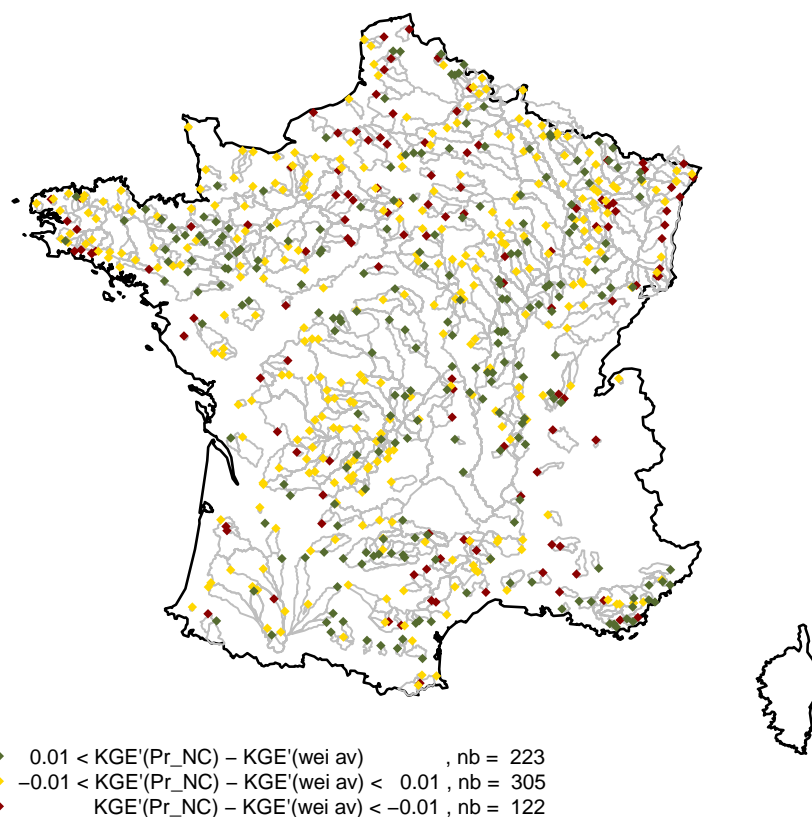 0.01 < KGE'(Pr_NC) − KGE'(wei av) , nb = 223
−0.01 < KGE'(Pr_NC) − KGE'(wei av) < 0.01 , nb = 305
KGE'(Pr_NC) − KGE'(wei av) < −0.01 , nb = 122